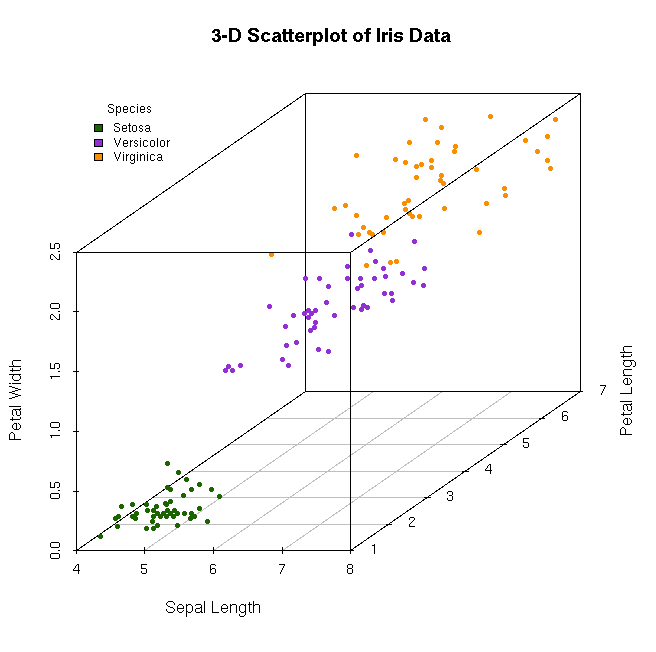 3-D Scatterplot of Iris Data
Species
Setosa
Versicolor
Virginica
2.5
2.0
1.5
1.0
0.5
0.0
Petal Width
4
5
6
7
8
Sepal Length
1
2
3
4
5
6
7
Petal Length